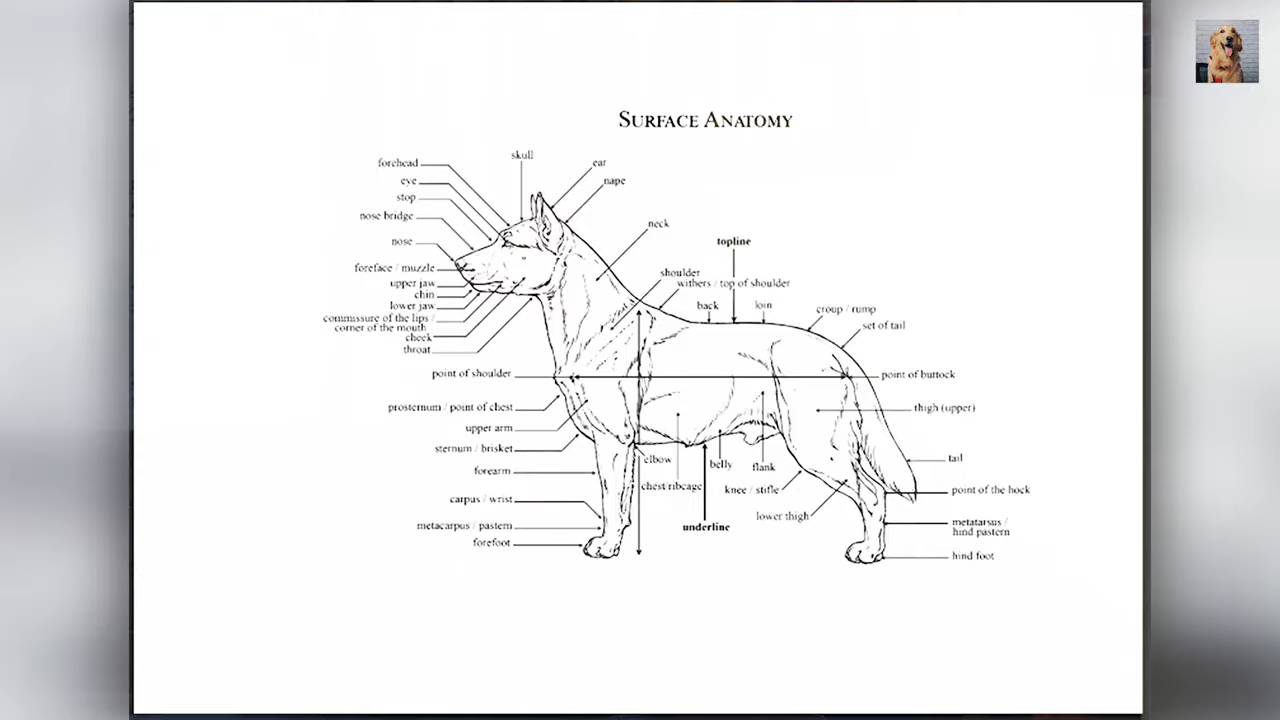 SURFACE ANATOMY
skull
forehead
ear
eye
nape
stop
nose bridge
neck
nose
topline
foreface / muzzle
shoulder
upper jaw
withers / top of shoulder
chin
lower jaw
back
loin
croup / rump
commissure of the lips /
corner of the mouth
set of tail
cheek
throat
point of shoulder
point of buttock
prosternum / point of chest
thigh (upper)
upper arm
sternum / brisket
elbow
belly
flank
tail
forearm
chest/ribcage
knee / stifle
point of the hock
carpus / wrist
lower thigh
metacarpus / pastern
underline
metatarsus /
hind pastern
forefoot
hind foot